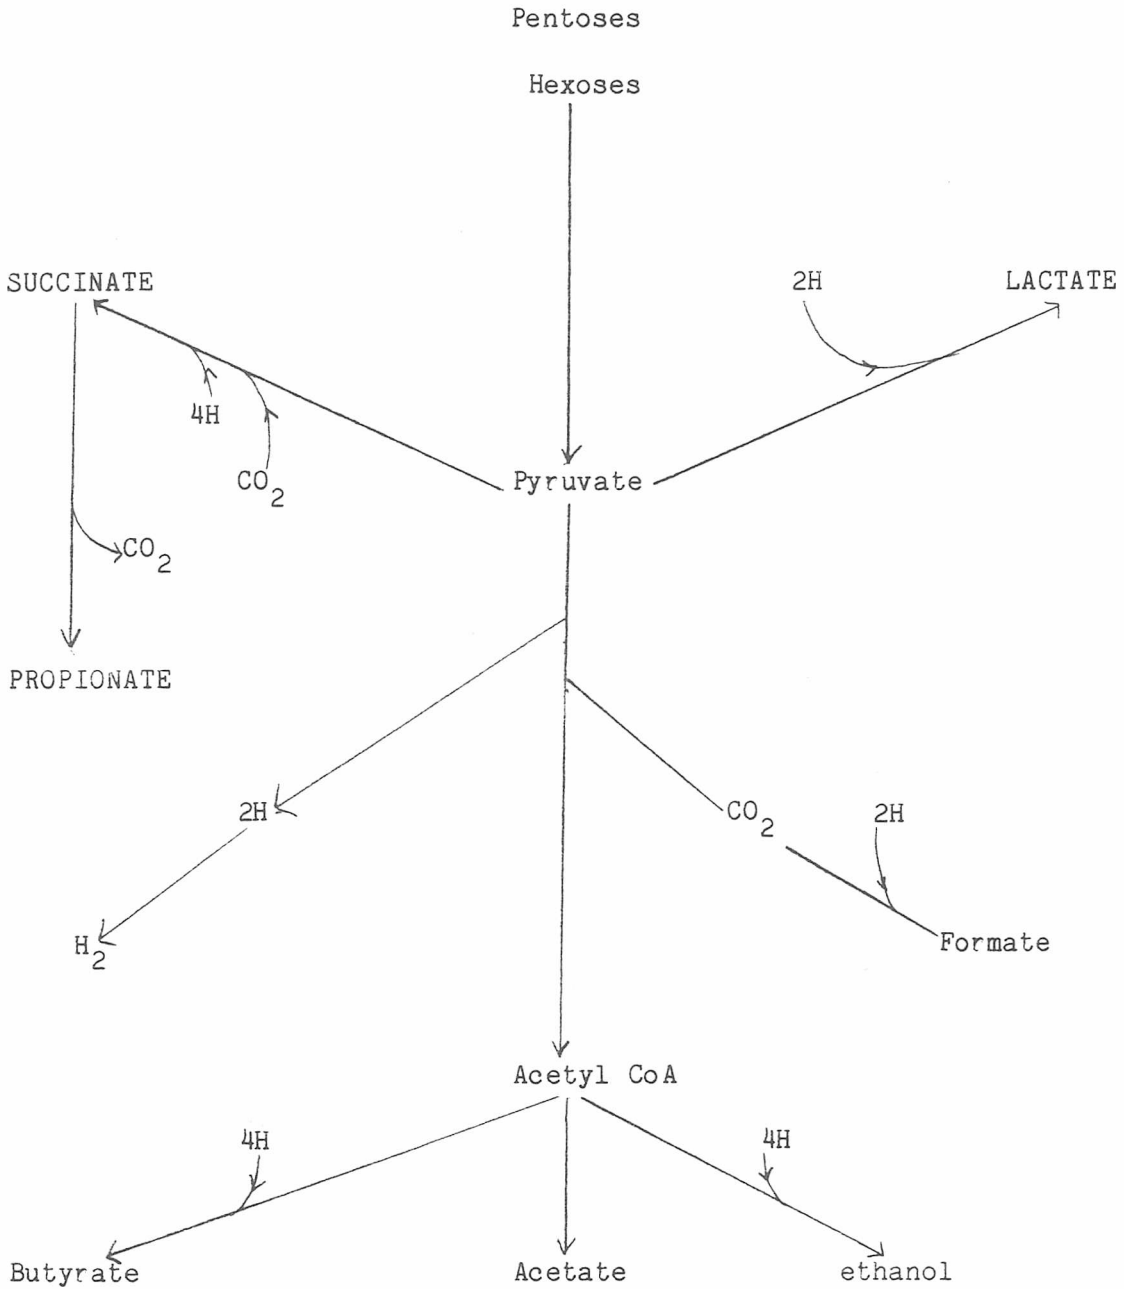 Pentoses
Hexoses
SUCCINATE
2H
LACTATE
4H
CO2
Pyruvate
CO2
PROPIONATE
2H
CO2
2H
H2
Formate
Acetyl CoA
4H
4H
Butyrate
Acetate
ethanol